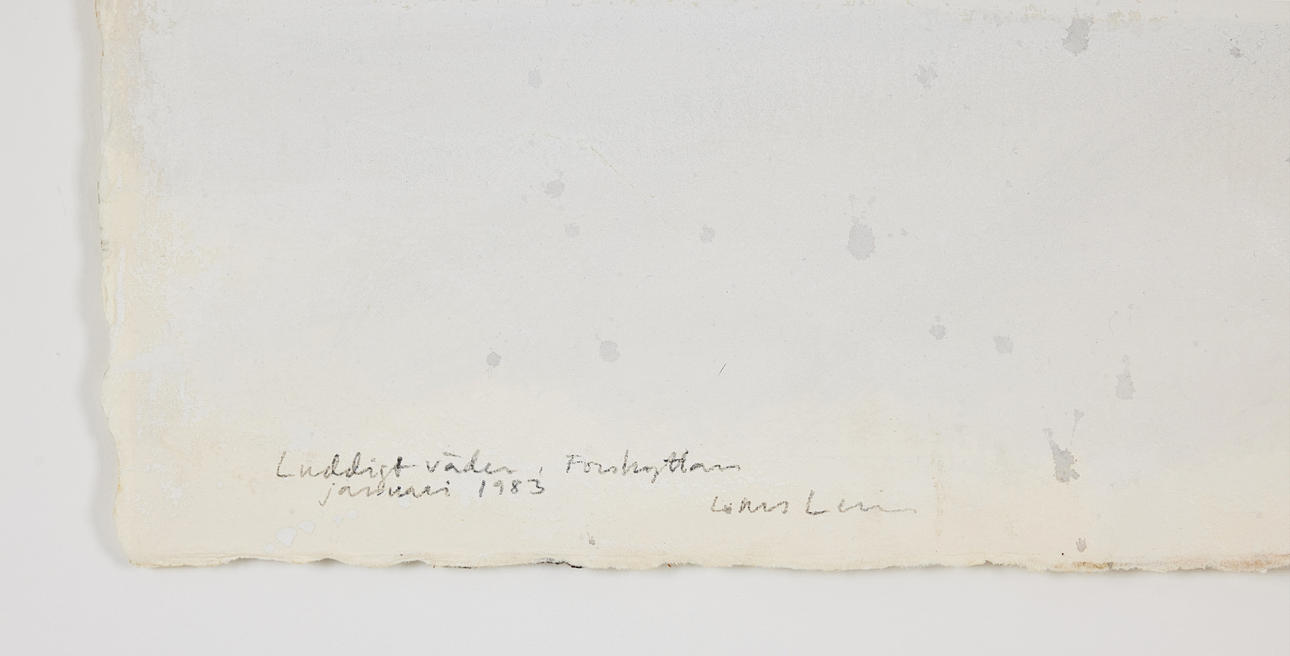 Luddigt väder, Forshyttan
januari 1983
Lars Lerin